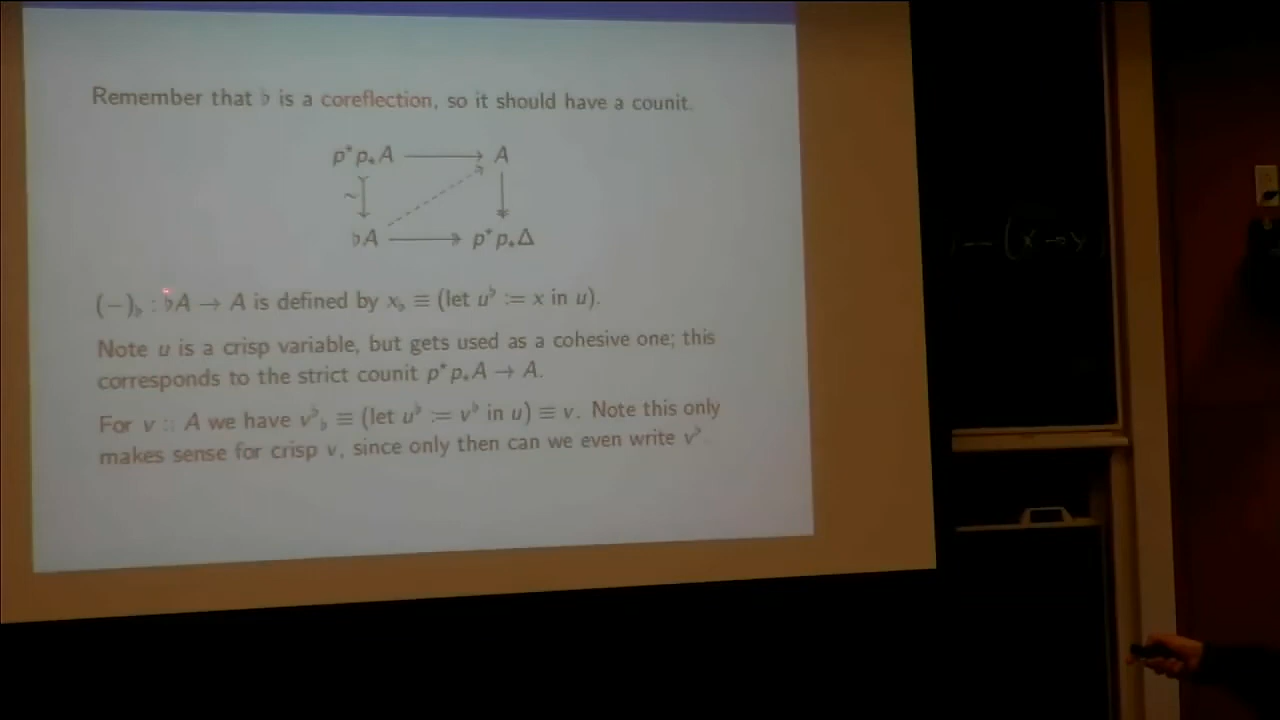 Remember that ♭ is a coreflection, so it should have a counit.
p*p⁎A → A
~
♭A → p*p⁎Δ
(−)♭ : ♭A → A is defined by x♭ ≡ (let u♭ := x in u).
Note u is a crisp variable, but gets used as a cohesive one; this
corresponds to the strict counit p*p⁎A → A.
For v :: A we have v♭♭ ≡ (let u♭ := v♭ in u) ≡ v. Note this only
makes sense for crisp v, since only then can we even write v♭